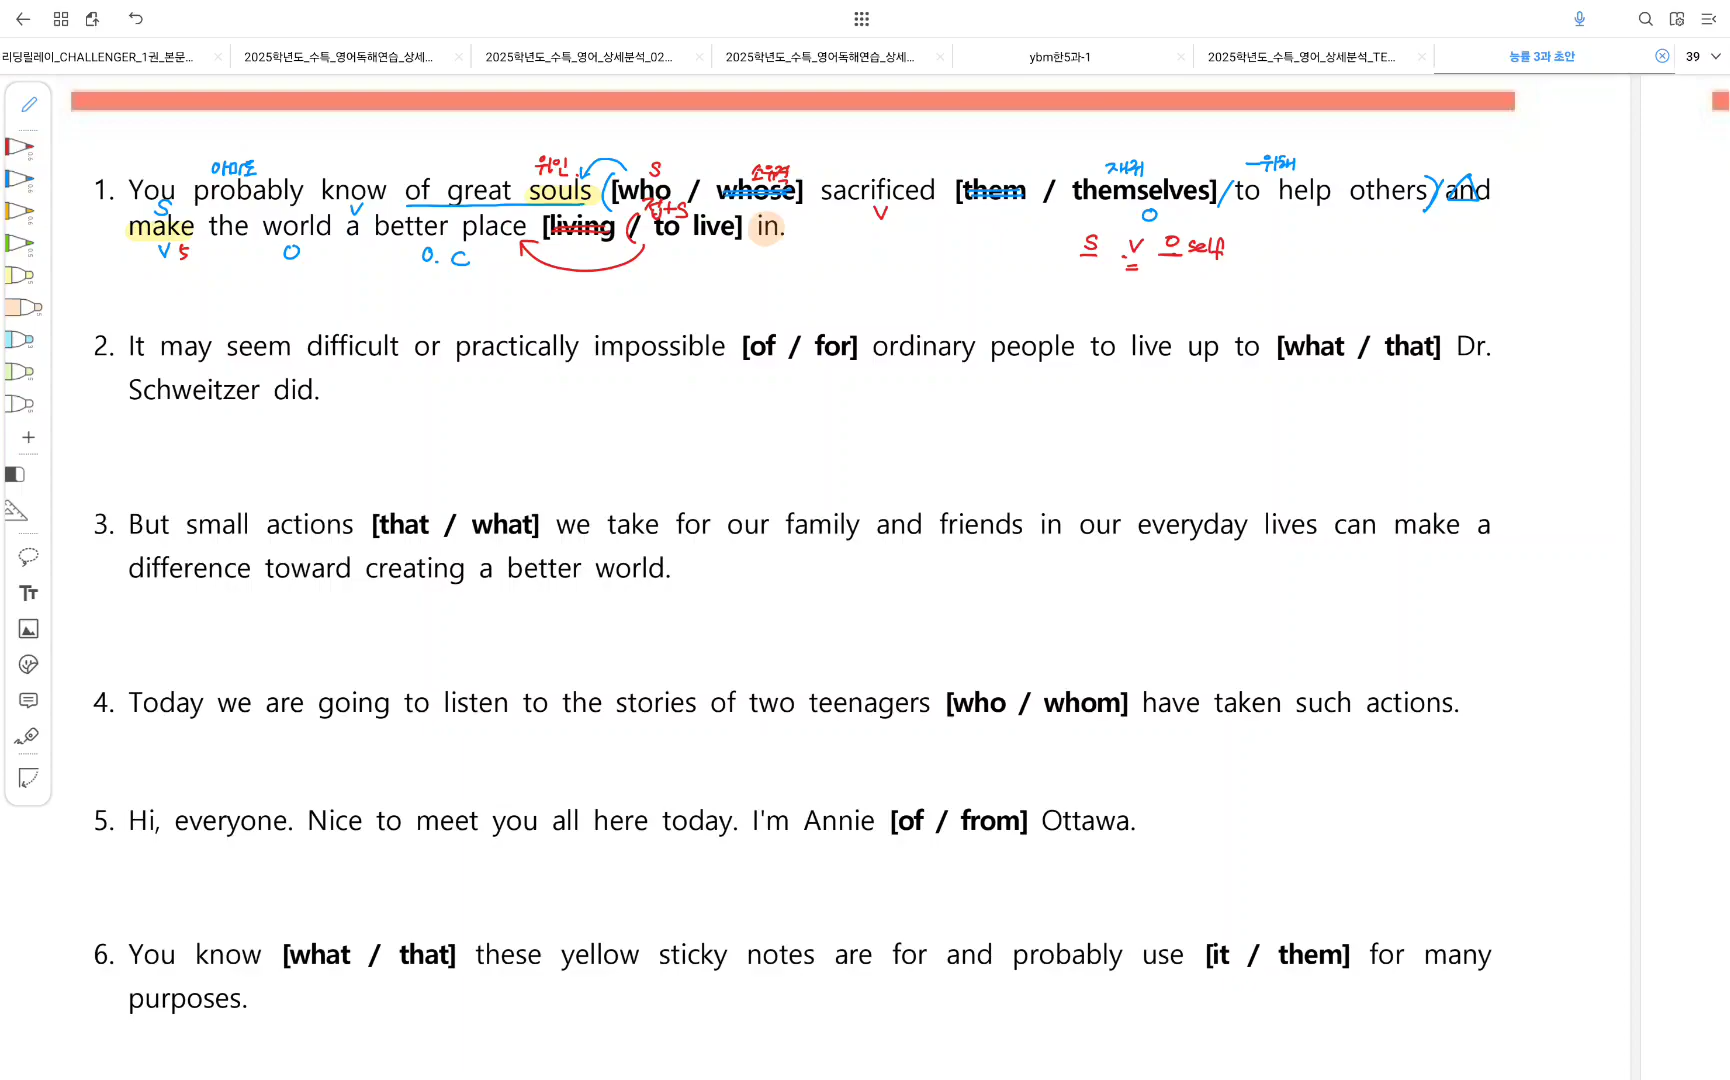 리딩릴레이_CHALLENGER_1권_본문... 2025학년도_수특_영어독해연습_상세... 2025학년도_수특_영어_상세분석_02... 2025학년도_수특_영어독해연습_상세... ybm한5과-1 2025학년도_수특_영어_상세분석_TE... 능률 3과 초안 39
아마도 위인 S 소유격 재귀 ~위해
1. You probably know of great souls [who / whose] sacrificed [them / themselves] to help others and
S V 접+S V O
make the world a better place [living / to live] in.
V 5 O O.C S V O self
2. It may seem difficult or practically impossible [of / for] ordinary people to live up to [what / that] Dr.
Schweitzer did.
3. But small actions [that / what] we take for our family and friends in our everyday lives can make a
difference toward creating a better world.
4. Today we are going to listen to the stories of two teenagers [who / whom] have taken such actions.
5. Hi, everyone. Nice to meet you all here today. I'm Annie [of / from] Ottawa.
6. You know [what / that] these yellow sticky notes are for and probably use [it / them] for many
purposes.